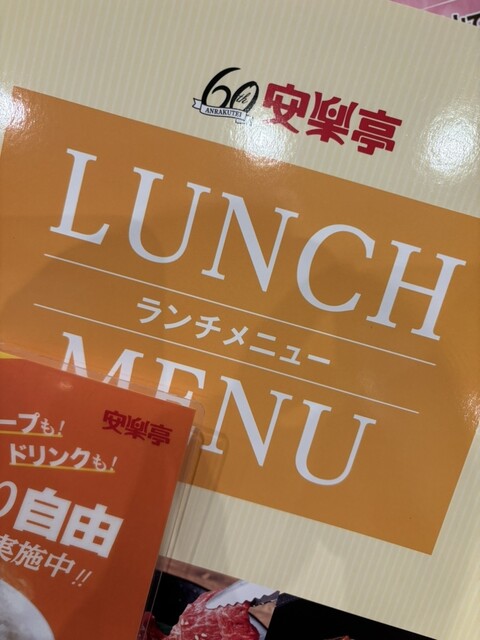 60th
ANRAKUTEI
安楽亭
LUNCH
ランチメニュー
MENU
安楽亭
ープも!
ドリンクも!
り自由
実施中!!